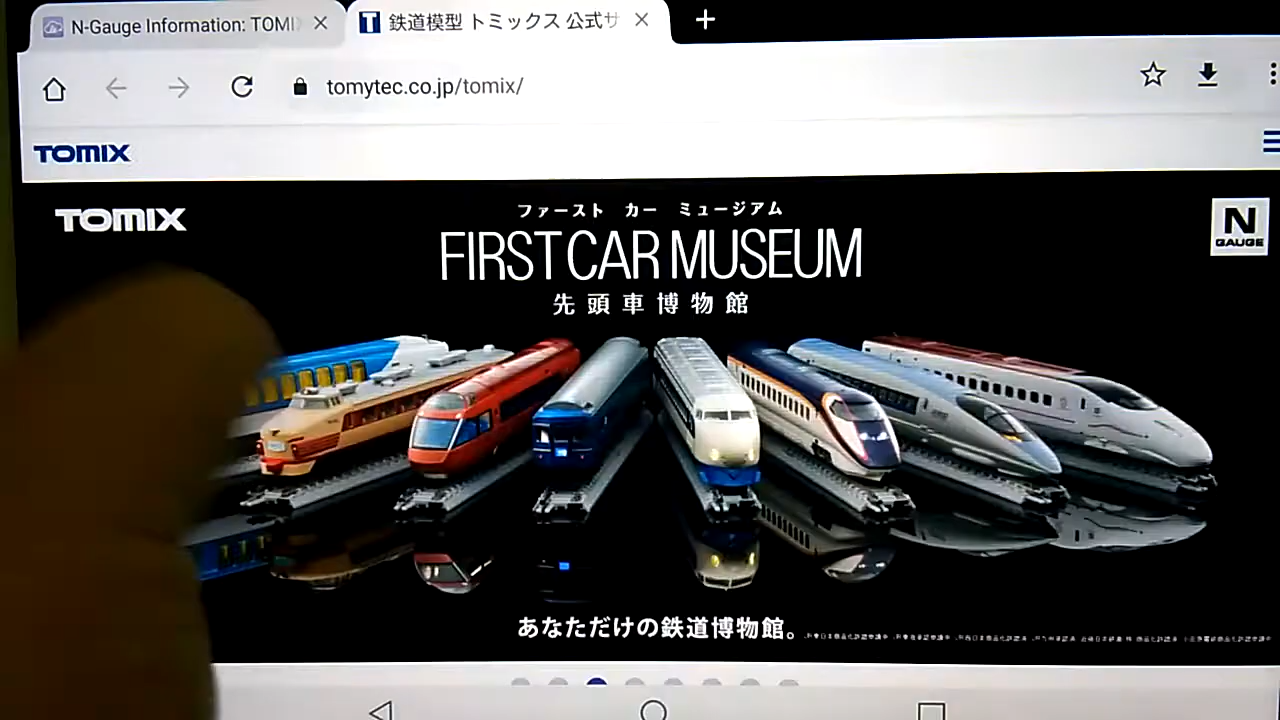 N-Gauge Information: TOMI
鉄道模型 トミックス 公式サ
tomytec.co.jp/tomix/
TOMIX
TOMIX
ファースト カー ミュージアム
N GAUGE
FIRST CAR MUSEUM
先頭車博物館
あなただけの鉄道博物館。